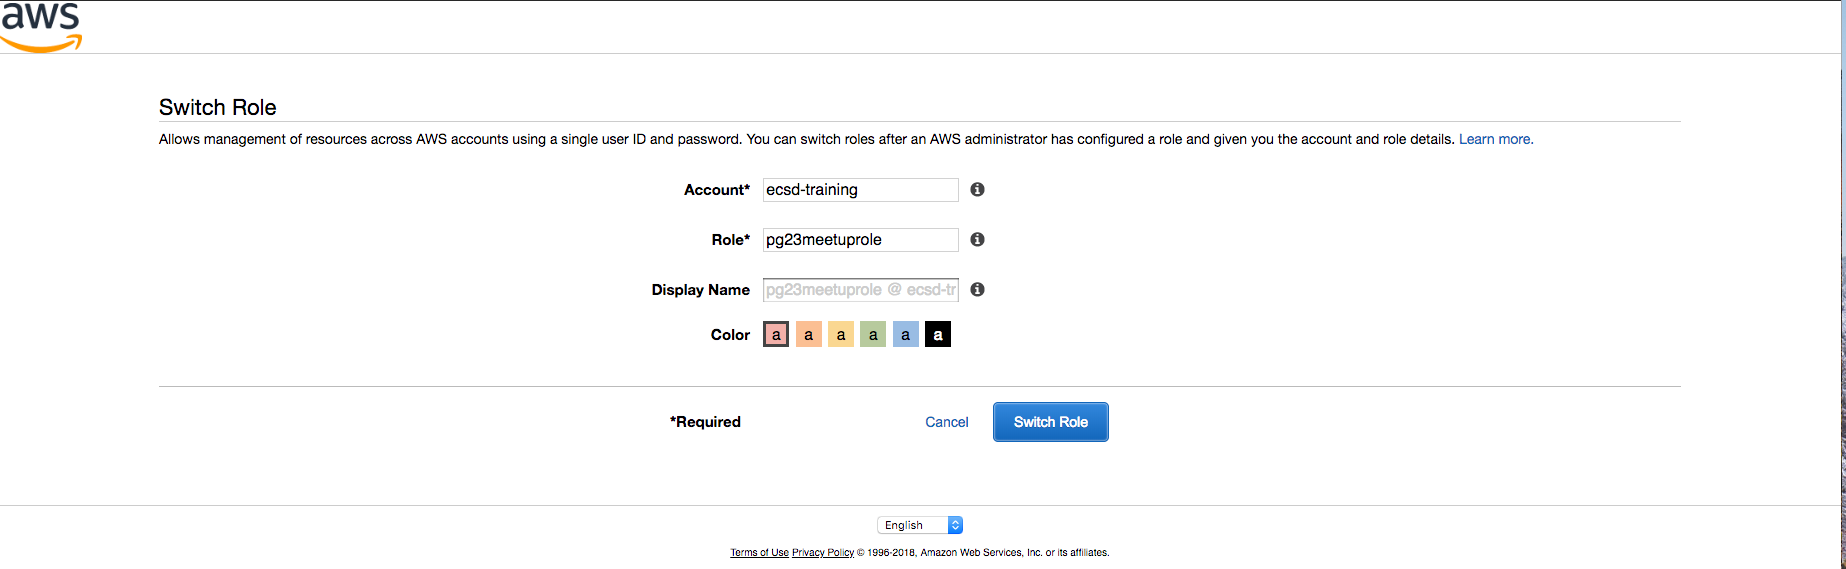 aws
Switch Role
Allows management of resources across AWS accounts using a single user ID and password. You can switch roles after an AWS administrator has configured a role and given you the account and role details. Learn more.
Account* ecsd-training
Role* pg23meetuprole
Display Name pg23meetuprole @ ecsd-tr
Color a a a a a a
*Required Cancel Switch Role
English
Terms of Use Privacy Policy © 1996-2018, Amazon Web Services, Inc. or its affiliates.